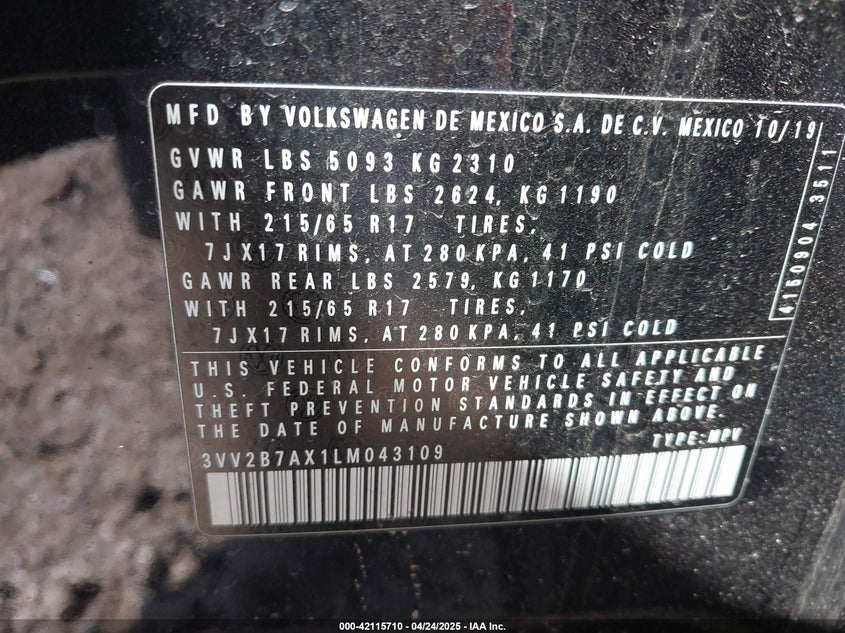 MFD BY VOLKSWAGEN DE MEXICO S.A. DE C.V. MEXICO 10/19
GVWR LBS 5093 KG 2310
GAWR FRONT LBS 2624, KG 1190
WITH 215/65 R17 TIRES,
7JX17 RIMS, AT 280 KPA, 41 PSI COLD
GAWR REAR LBS 2579, KG 1170
WITH 215/65 R17 TIRES,
7JX17 RIMS, AT 280 KPA, 41 PSI COLD
4150904 3511
THIS VEHICLE CONFORMS TO ALL APPLICABLE
U.S. FEDERAL MOTOR VEHICLE SAFETY AND
THEFT PREVENTION STANDARDS IN EFFECT ON
THE DATE OF MANUFACTURE SHOWN ABOVE.
TYPE-MPV
3VV2B7AX1LM043109
000-42115710 04/24/2025 - IAA Inc.